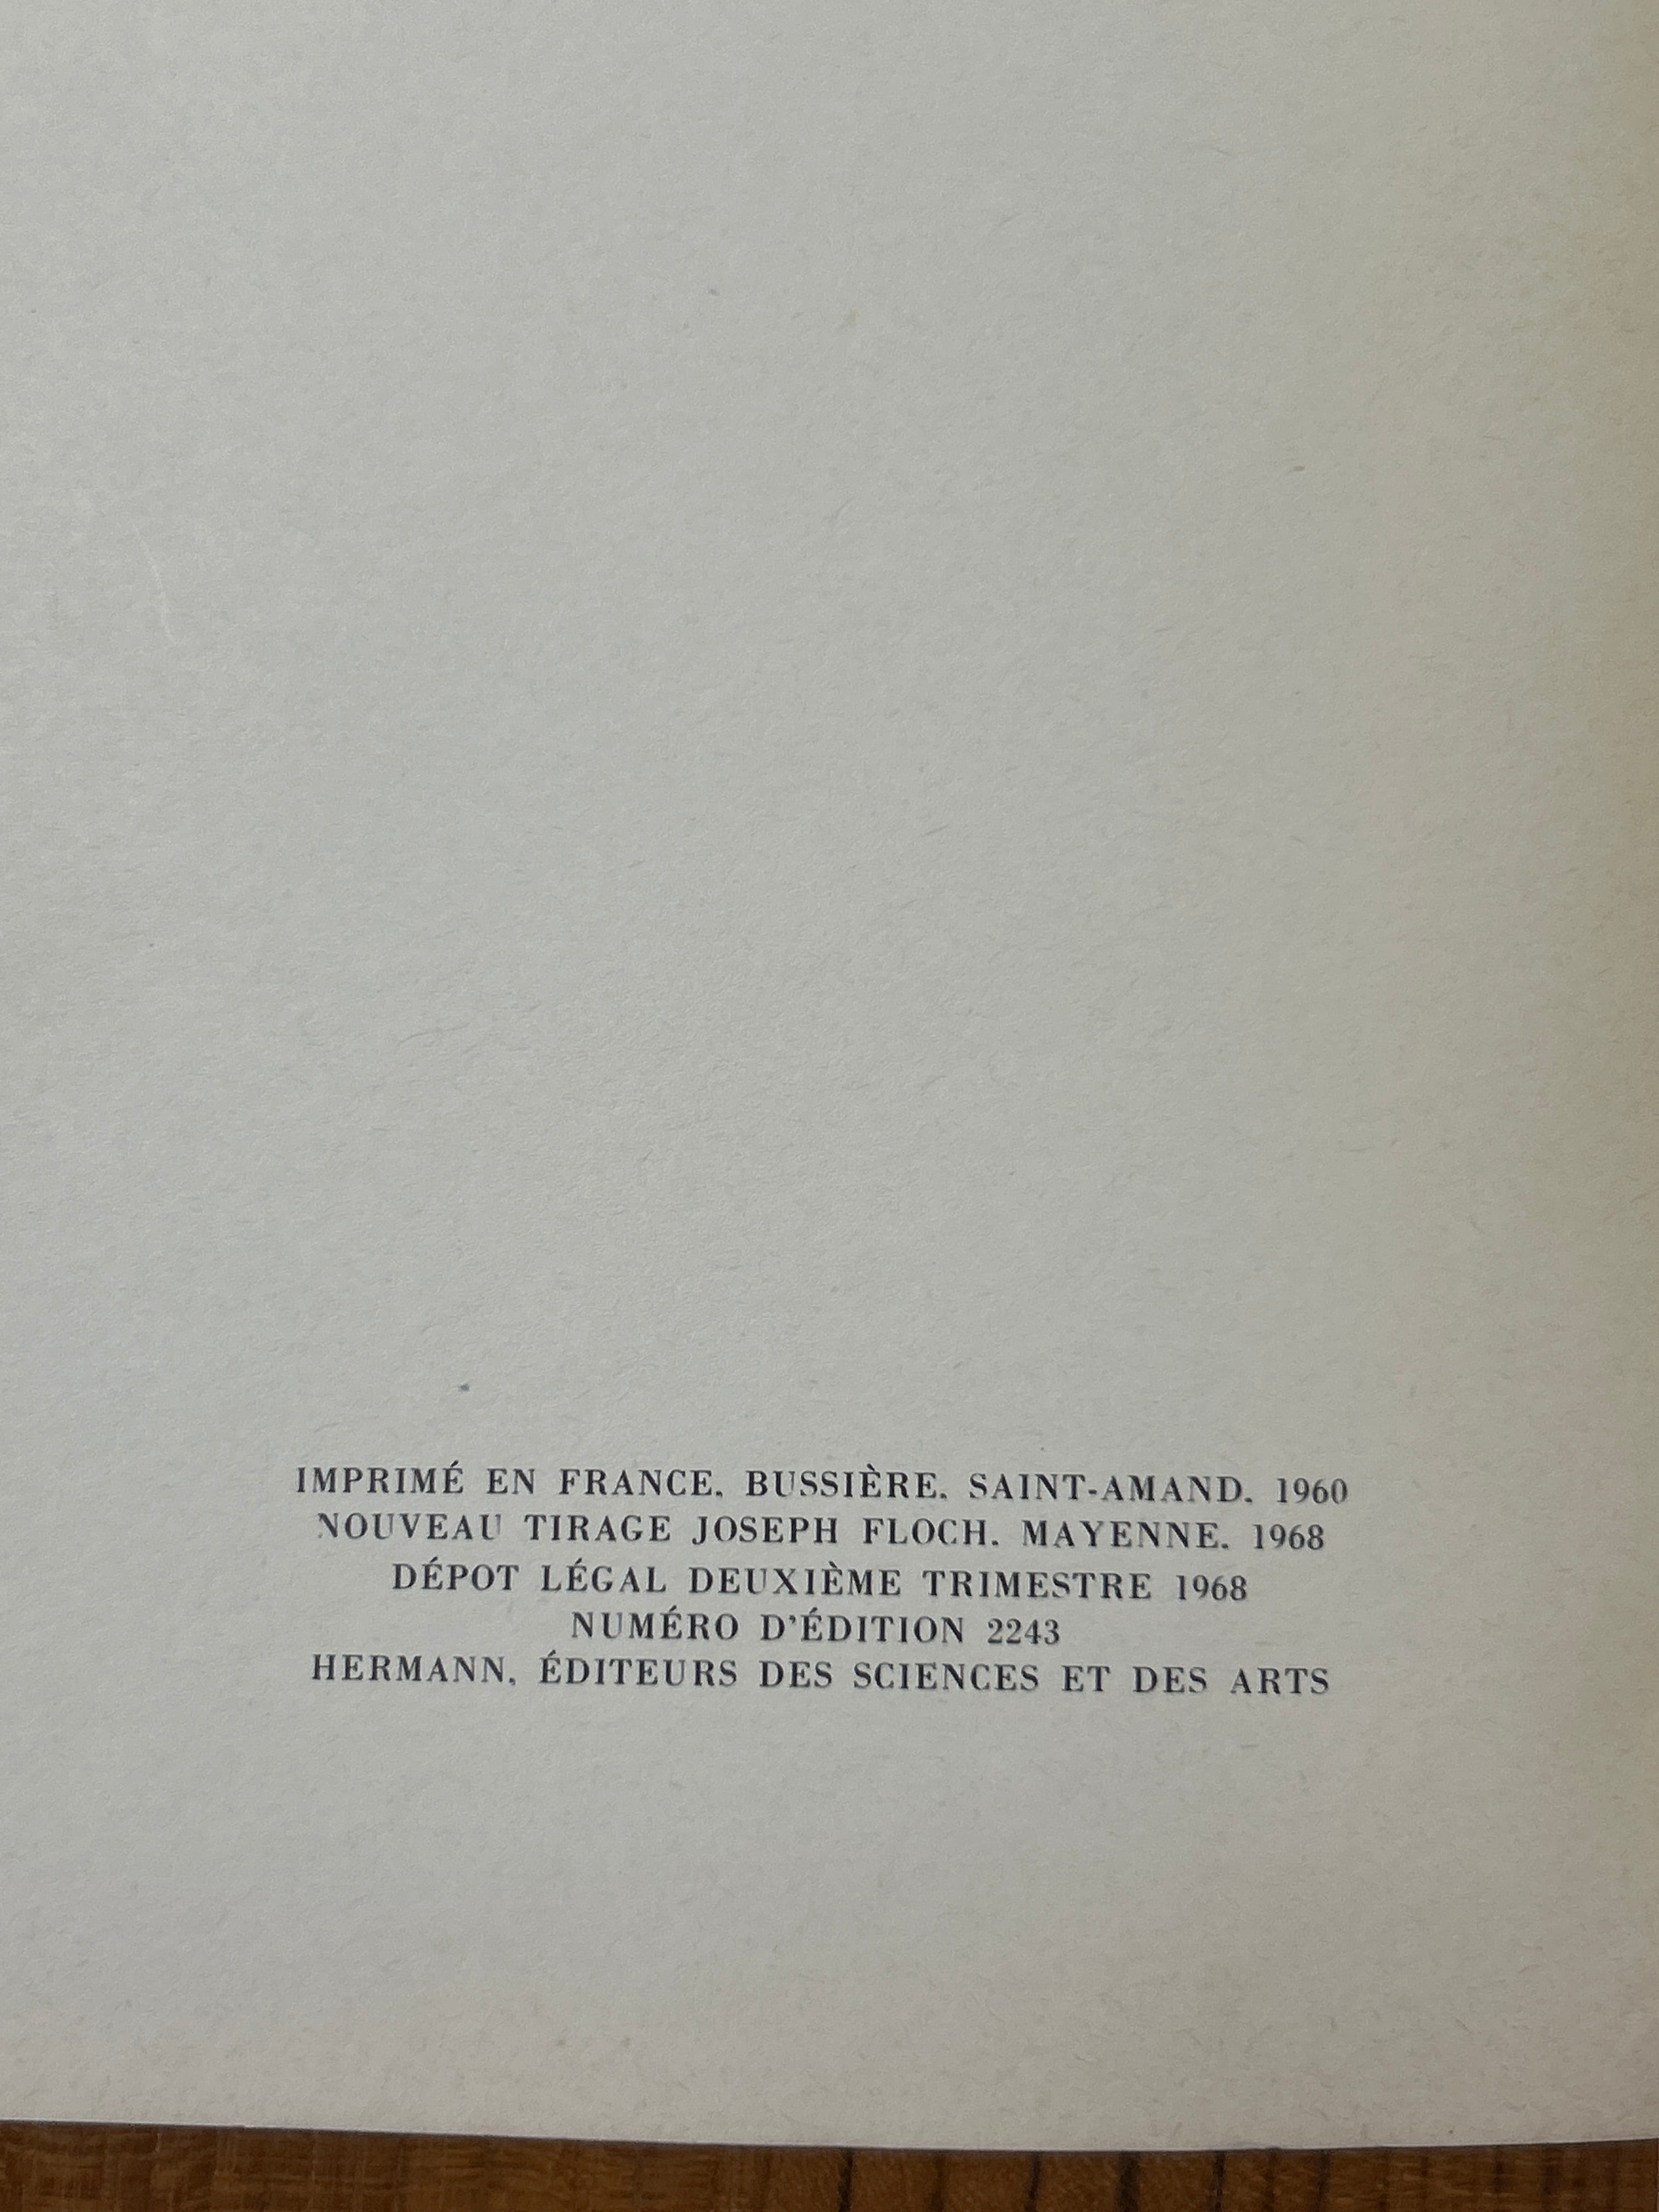 IMPRIMÉ EN FRANCE. BUSSIÈRE. SAINT-AMAND. 1960
NOUVEAU TIRAGE JOSEPH FLOCH. MAYENNE. 1968
DÉPOT LÉGAL DEUXIÈME TRIMESTRE 1968
NUMÉRO D'ÉDITION 2243
HERMANN, ÉDITEURS DES SCIENCES ET DES ARTS